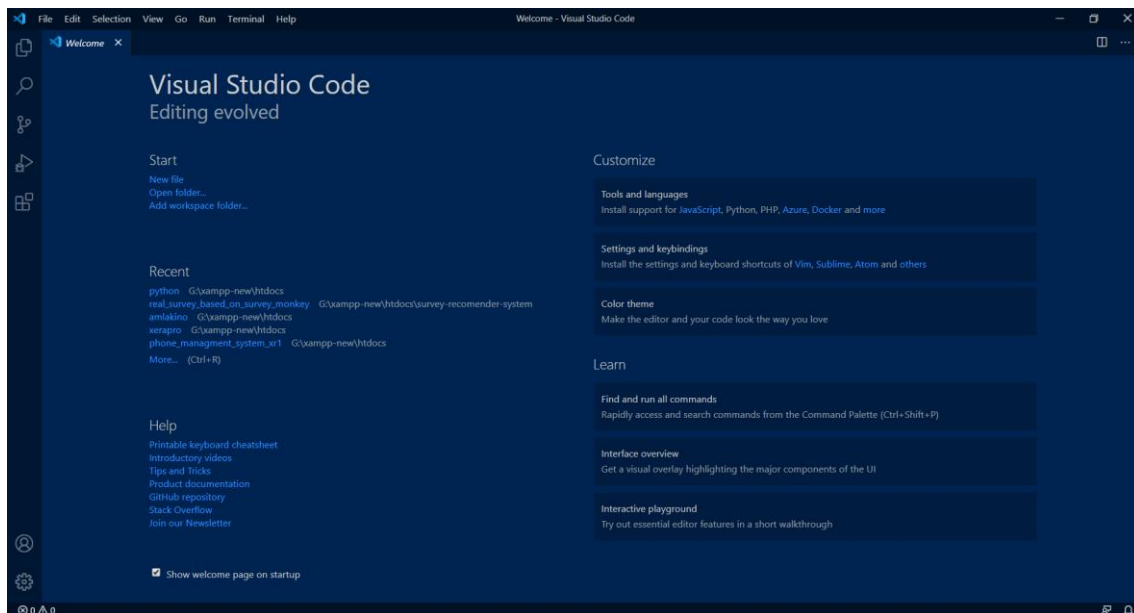 File Edit Selection View Go Run Terminal Help
Welcome - Visual Studio Code
Welcome
Visual Studio Code
Editing evolved
Start
New file
Open folder...
Add workspace folder...
Recent
python G:\xampp-new\htdocs
real_survey_based_on_survey_monkey G:\xampp-new\htdocs\survey-recomender-system
amlakino G:\xampp-new\htdocs
xerapro G:\xampp-new\htdocs
phone_managment_system_xr1 G:\xampp-new\htdocs
More... (Ctrl+R)
Help
Printable keyboard cheatsheet
Introductory videos
Tips and Tricks
Product documentation
GitHub repository
Stack Overflow
Join our Newsletter
Show welcome page on startup
Customize
Tools and languages
Install support for JavaScript, Python, PHP, Azure, Docker and more
Settings and keybindings
Install the settings and keyboard shortcuts of Vim, Sublime, Atom and others
Color theme
Make the editor and your code look the way you love
Learn
Find and run all commands
Rapidly access and search commands from the Command Palette (Ctrl+Shift+P)
Interface overview
Get a visual overlay highlighting the major components of the UI
Interactive playground
Try out essential editor features in a short walkthrough
0 0